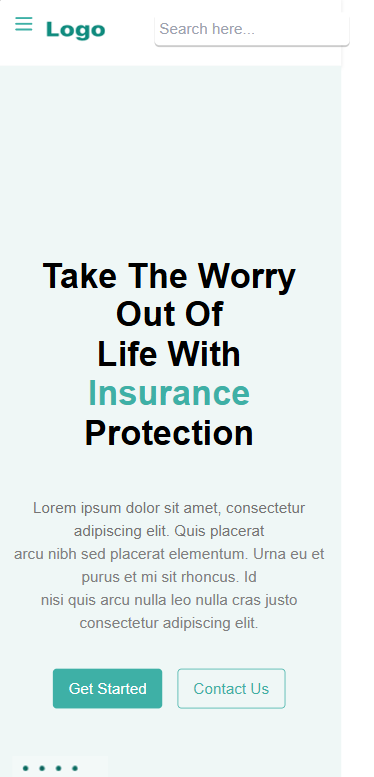 Logo
Search here...
Take The Worry
Out Of
Life With
Insurance
Protection
Lorem ipsum dolor sit amet, consectetur
adipiscing elit. Quis placerat
arcu nibh sed placerat elementum. Urna eu et
purus et mi sit rhoncus. Id
nisi quis arcu nulla leo nulla cras justo
consectetur adipiscing elit.
Get Started
Contact Us